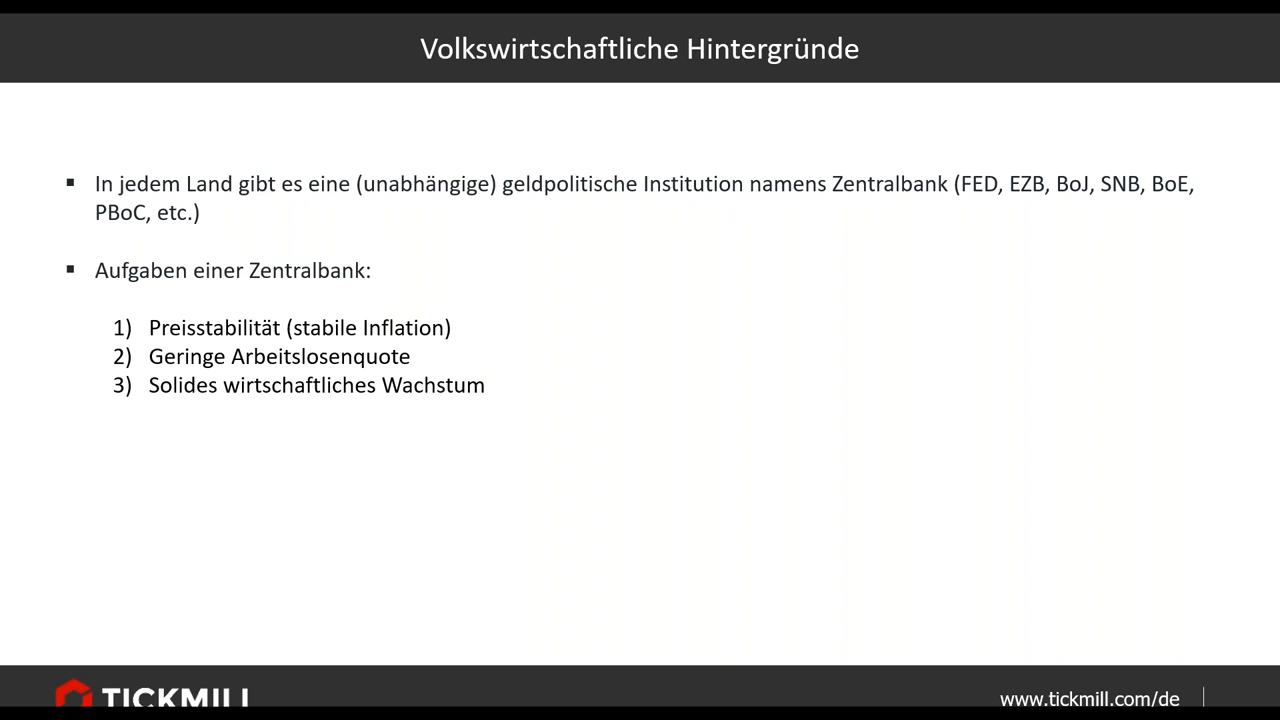 Volkswirtschaftliche Hintergründe
▪ In jedem Land gibt es eine (unabhängige) geldpolitische Institution namens Zentralbank (FED, EZB, BoJ, SNB, BoE,
PBoC, etc.)
▪ Aufgaben einer Zentralbank:
1) Preisstabilität (stabile Inflation)
2) Geringe Arbeitslosenquote
3) Solides wirtschaftliches Wachstum
TICKMILL
www.tickmill.com/de